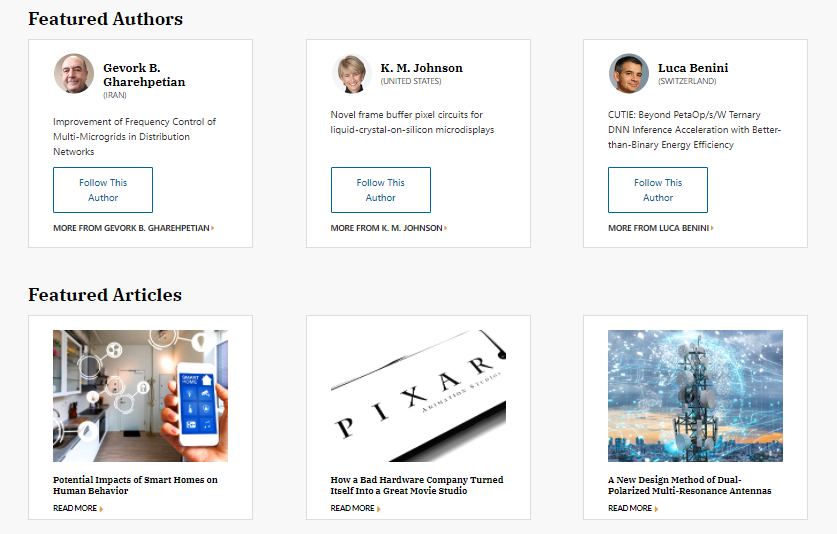 Featured Authors
Gevork B.
Gharehpetian
(IRAN)
Improvement of Frequency Control of
Multi-Microgrids in Distribution
Networks
Follow This
Author
MORE FROM GEVORK B. GHAREHPETIAN
K. M. Johnson
(UNITED STATES)
Novel frame buffer pixel circuits for
liquid-crystal-on-silicon microdisplays
Follow This
Author
MORE FROM K. M. JOHNSON
Luca Benini
(SWITZERLAND)
CUTIE: Beyond PetaOp/s/W Ternary
DNN Inference Acceleration with Better-
than-Binary Energy Efficiency
Follow This
Author
MORE FROM LUCA BENINI
Featured Articles
SMART
HOME
Potential Impacts of Smart Homes on
Human Behavior
READ MORE
PIXAR
ANIMATION STUDIOS
How a Bad Hardware Company Turned
Itself Into a Great Movie Studio
READ MORE
A New Design Method of Dual-
Polarized Multi-Resonance Antennas
READ MORE